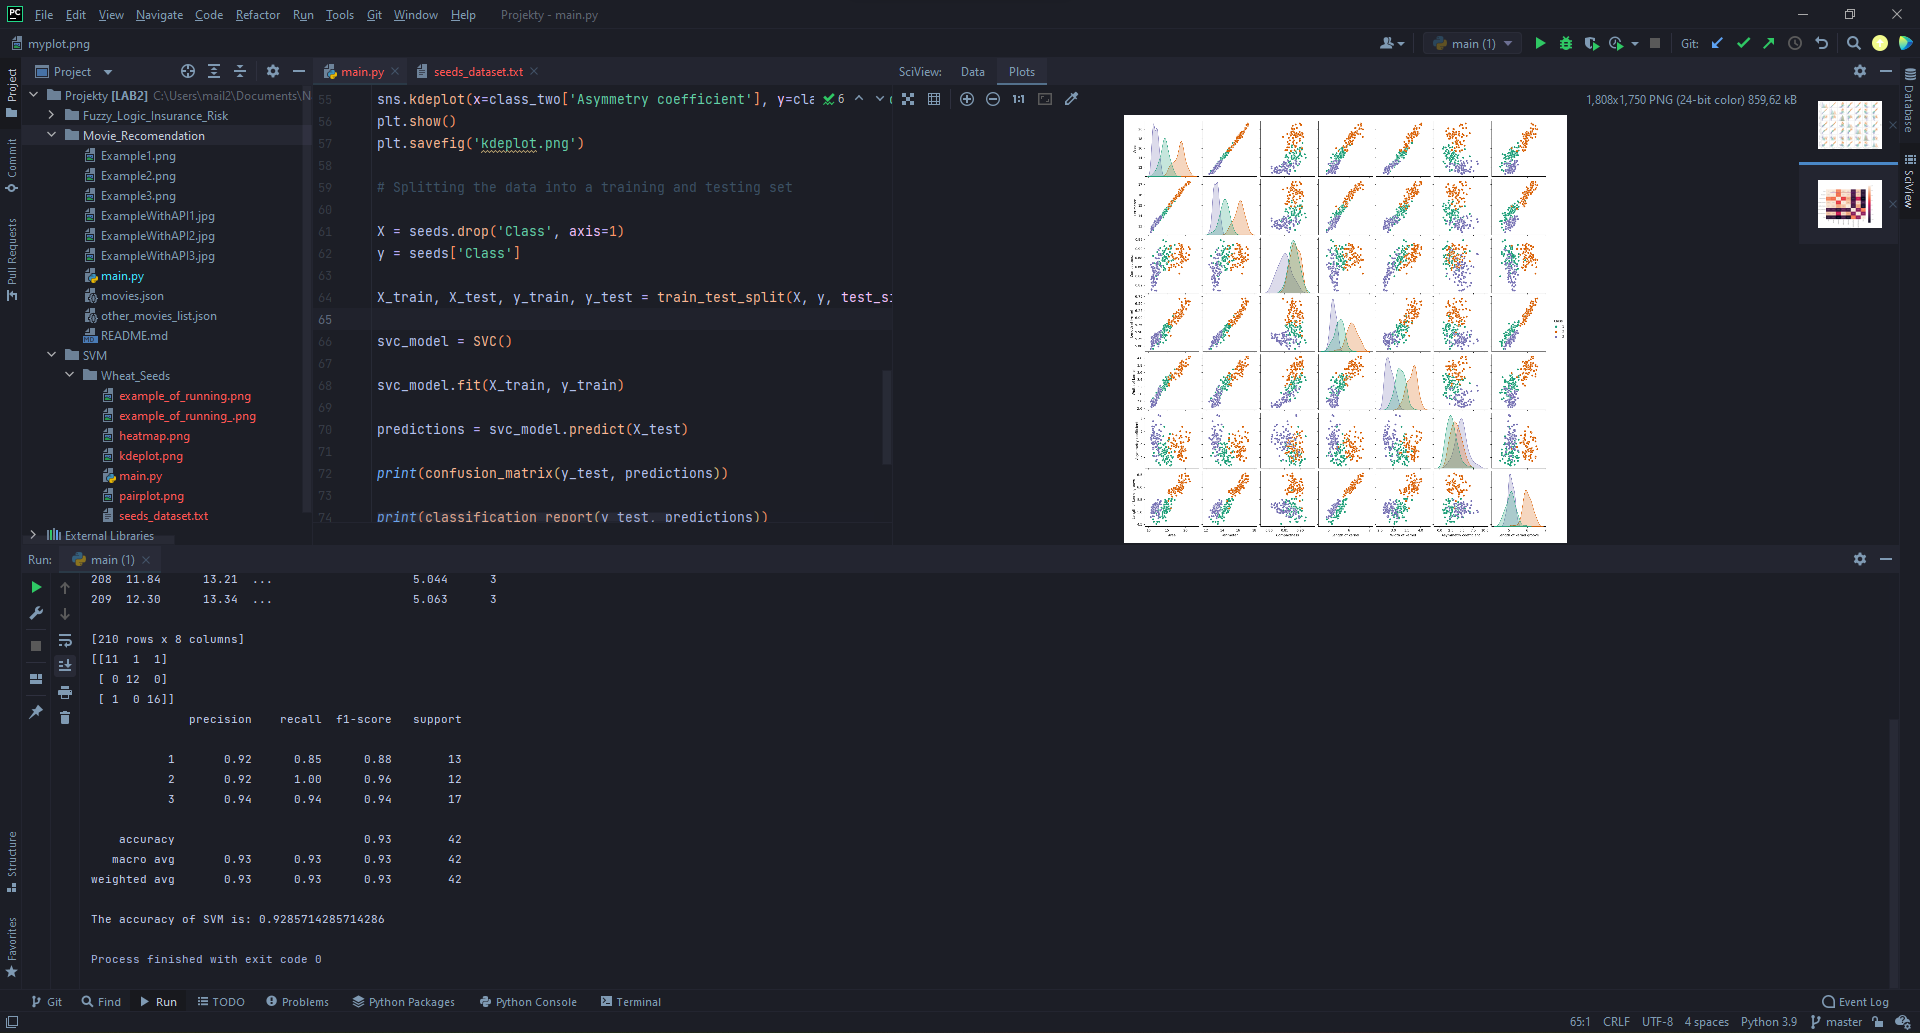 PC File Edit View Navigate Code Refactor Run Tools Git Window Help Projekty - main.py
myplot.png
main (1)
Git:
Project
main.py
seeds_dataset.txt
SciView: Data Plots
Project
Commit
Pull Requests
Structure
Favorites
Projekty [LAB2] C:\Users\mail2\Documents\N
Fuzzy_Logic_Insurance_Risk
Movie_Recomendation
Example1.png
Example2.png
Example3.png
ExampleWithAPI1.jpg
ExampleWithAPI2.jpg
ExampleWithAPI3.jpg
main.py
movies.json
other_movies_list.json
README.md
SVM
Wheat_Seeds
example_of_running.png
example_of_running_.png
heatmap.png
kdeplot.png
main.py
pairplot.png
seeds_dataset.txt
External Libraries
55 sns.kdeplot(x=class_two['Asymmetry coefficient'], y=cla
6
56 plt.show()
57 plt.savefig('kdeplot.png')
58
59 # Splitting the data into a training and testing set
60
61 X = seeds.drop('Class', axis=1)
62 y = seeds['Class']
63
64 X_train, X_test, y_train, y_test = train_test_split(X, y, test_si
65
66 svc_model = SVC()
67
68 svc_model.fit(X_train, y_train)
69
70 predictions = svc_model.predict(X_test)
71
72 print(confusion_matrix(y_test, predictions))
73
74 print(classification_report(y_test, predictions))
1:1
1,808x1,750 PNG (24-bit color) 859,62 kB
Database
SciView
Run: main (1)
208 11.84 13.21 ... 5.044 3
209 12.30 13.34 ... 5.063 3
[210 rows x 8 columns]
[[11 1 1]
[ 0 12 0]
[ 1 0 16]]
precision recall f1-score support
1 0.92 0.85 0.88 13
2 0.92 1.00 0.96 12
3 0.94 0.94 0.94 17
accuracy 0.93 42
macro avg 0.93 0.93 0.93 42
weighted avg 0.93 0.93 0.93 42
The accuracy of SVM is: 0.9285714285714286
Process finished with exit code 0
Git Find Run TODO Problems Python Packages Python Console Terminal
Event Log
65:1 CRLF UTF-8 4 spaces Python 3.9 master